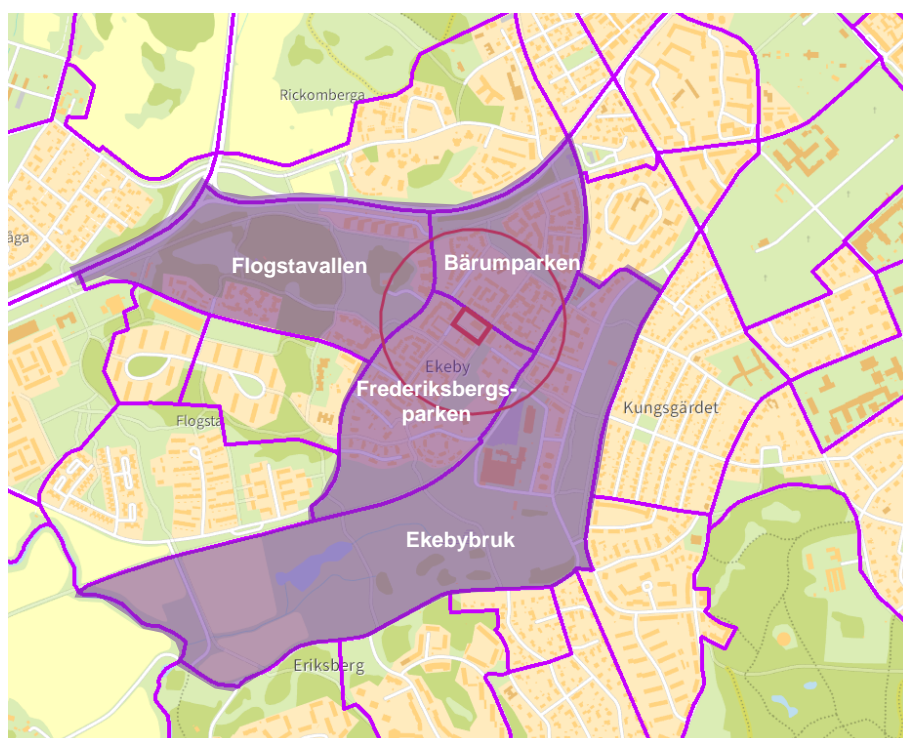 Rickomberga
åga
Flogstavallen
Bärumparken
Ekeby
Frederiksbergs-
parken
Kungsgärdet
Flogsta
Ekebybruk
Eriksberg